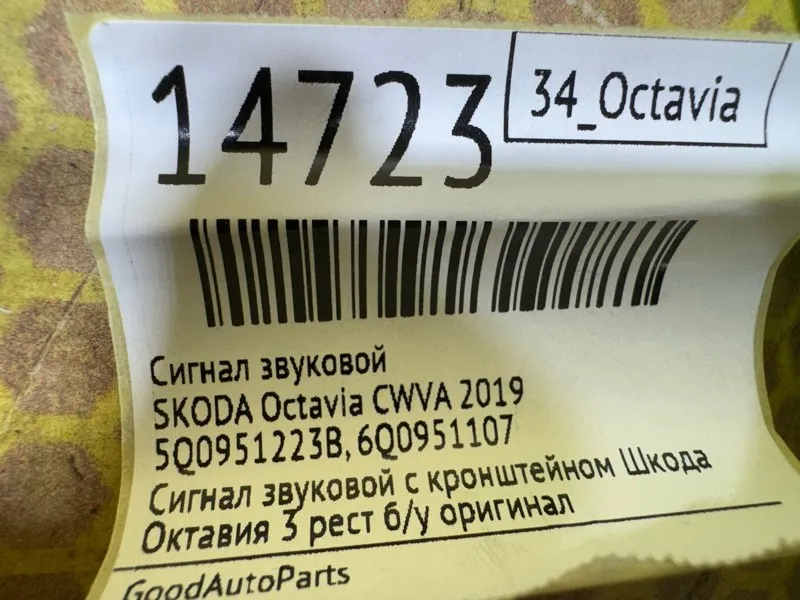 14723
34_Octavia
Сигнал звуковой
SKODA Octavia CWVA 2019
5Q0951223B, 6Q0951107
Сигнал звуковой с кронштейном Шкода
Октавия 3 рест б/у оригинал
GoodAutoParts